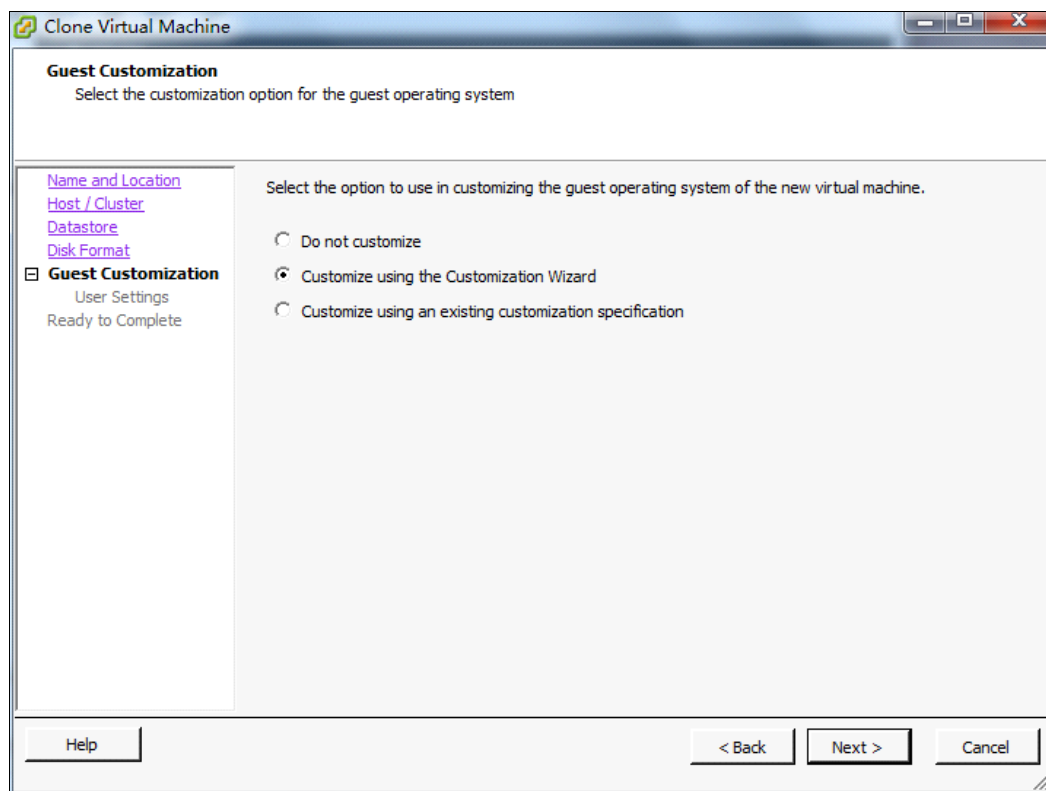 Clone Virtual Machine
Guest Customization
Select the customization option for the guest operating system
Name and Location
Host / Cluster
Datastore
Disk Format
Guest Customization
User Settings
Ready to Complete
Select the option to use in customizing the guest operating system of the new virtual machine.
Do not customize
Customize using the Customization Wizard
Customize using an existing customization specification
Help
< Back
Next >
Cancel